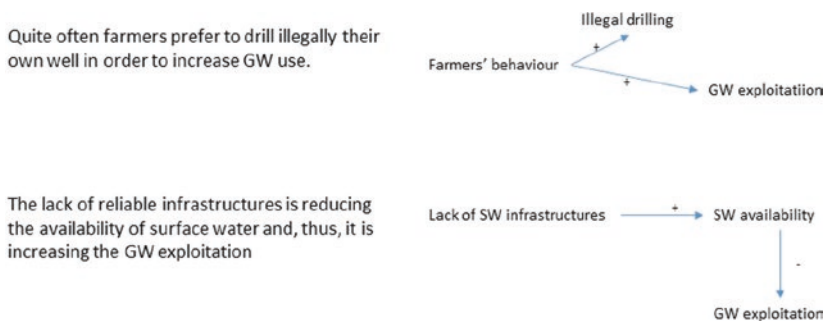 Quite often farmers prefer to drill illegally their
own well in order to increase GW use.
Illegal drilling
+
Farmers' behaviour
+
GW exploitatiion
The lack of reliable infrastructures is reducing
the availability of surface water and, thus, it is
increasing the GW exploitation
Lack of SW infrastructures + SW availability
-
GW exploitation